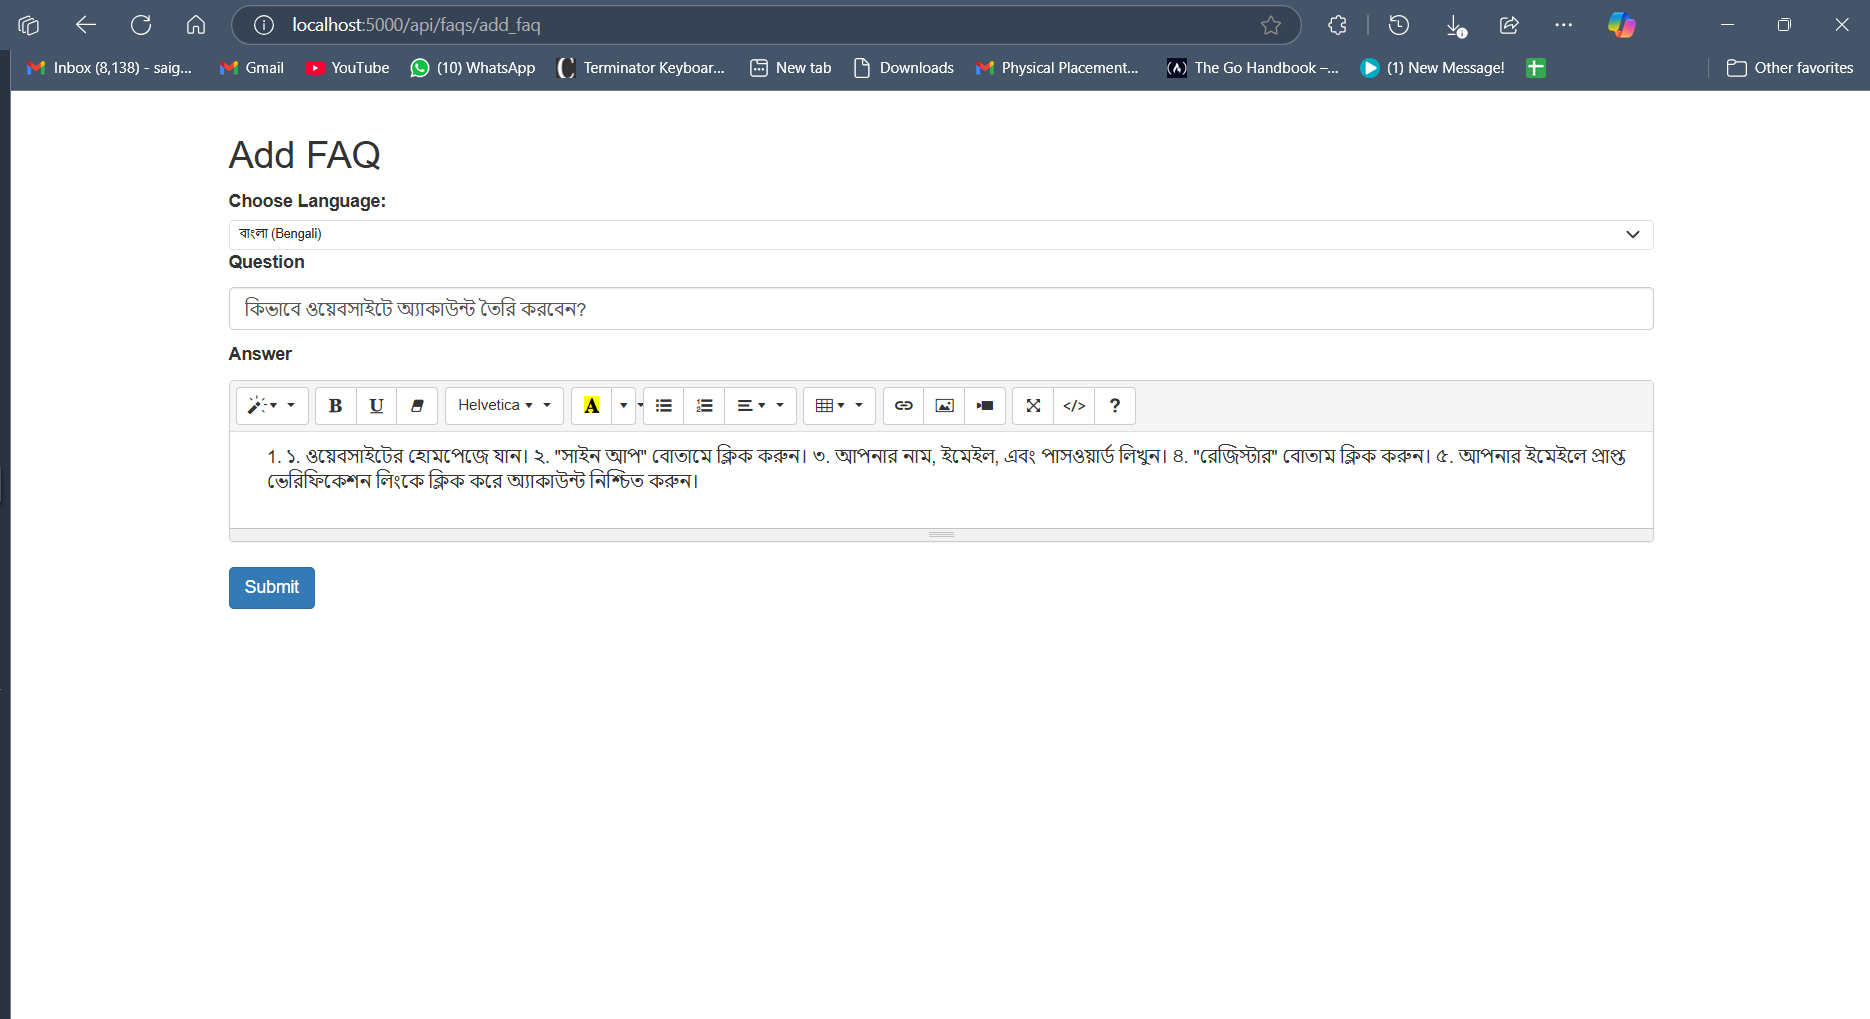 localhost:5000/api/faqs/add_faq
Inbox (8,138) - saig... Gmail YouTube (10) WhatsApp Terminator Keyboar... New tab Downloads Physical Placement... The Go Handbook –... (1) New Message! Other favorites
Add FAQ
Choose Language:
বাংলা (Bengali)
Question
কিভাবে ওয়েবসাইটে অ্যাকাউন্ট তৈরি করবেন?
Answer
B U Helvetica A </> ?
1. ১. ওয়েবসাইটের হোমপেজে যান। ২. "সাইন আপ" বোতামে ক্লিক করুন। ৩. আপনার নাম, ইমেইল, এবং পাসওয়ার্ড লিখুন। ৪. "রেজিস্টার" বোতাম ক্লিক করুন। ৫. আপনার ইমেইলে প্রাপ্ত
ভেরিফিকেশন লিংকে ক্লিক করে অ্যাকাউন্ট নিশ্চিত করুন।
Submit